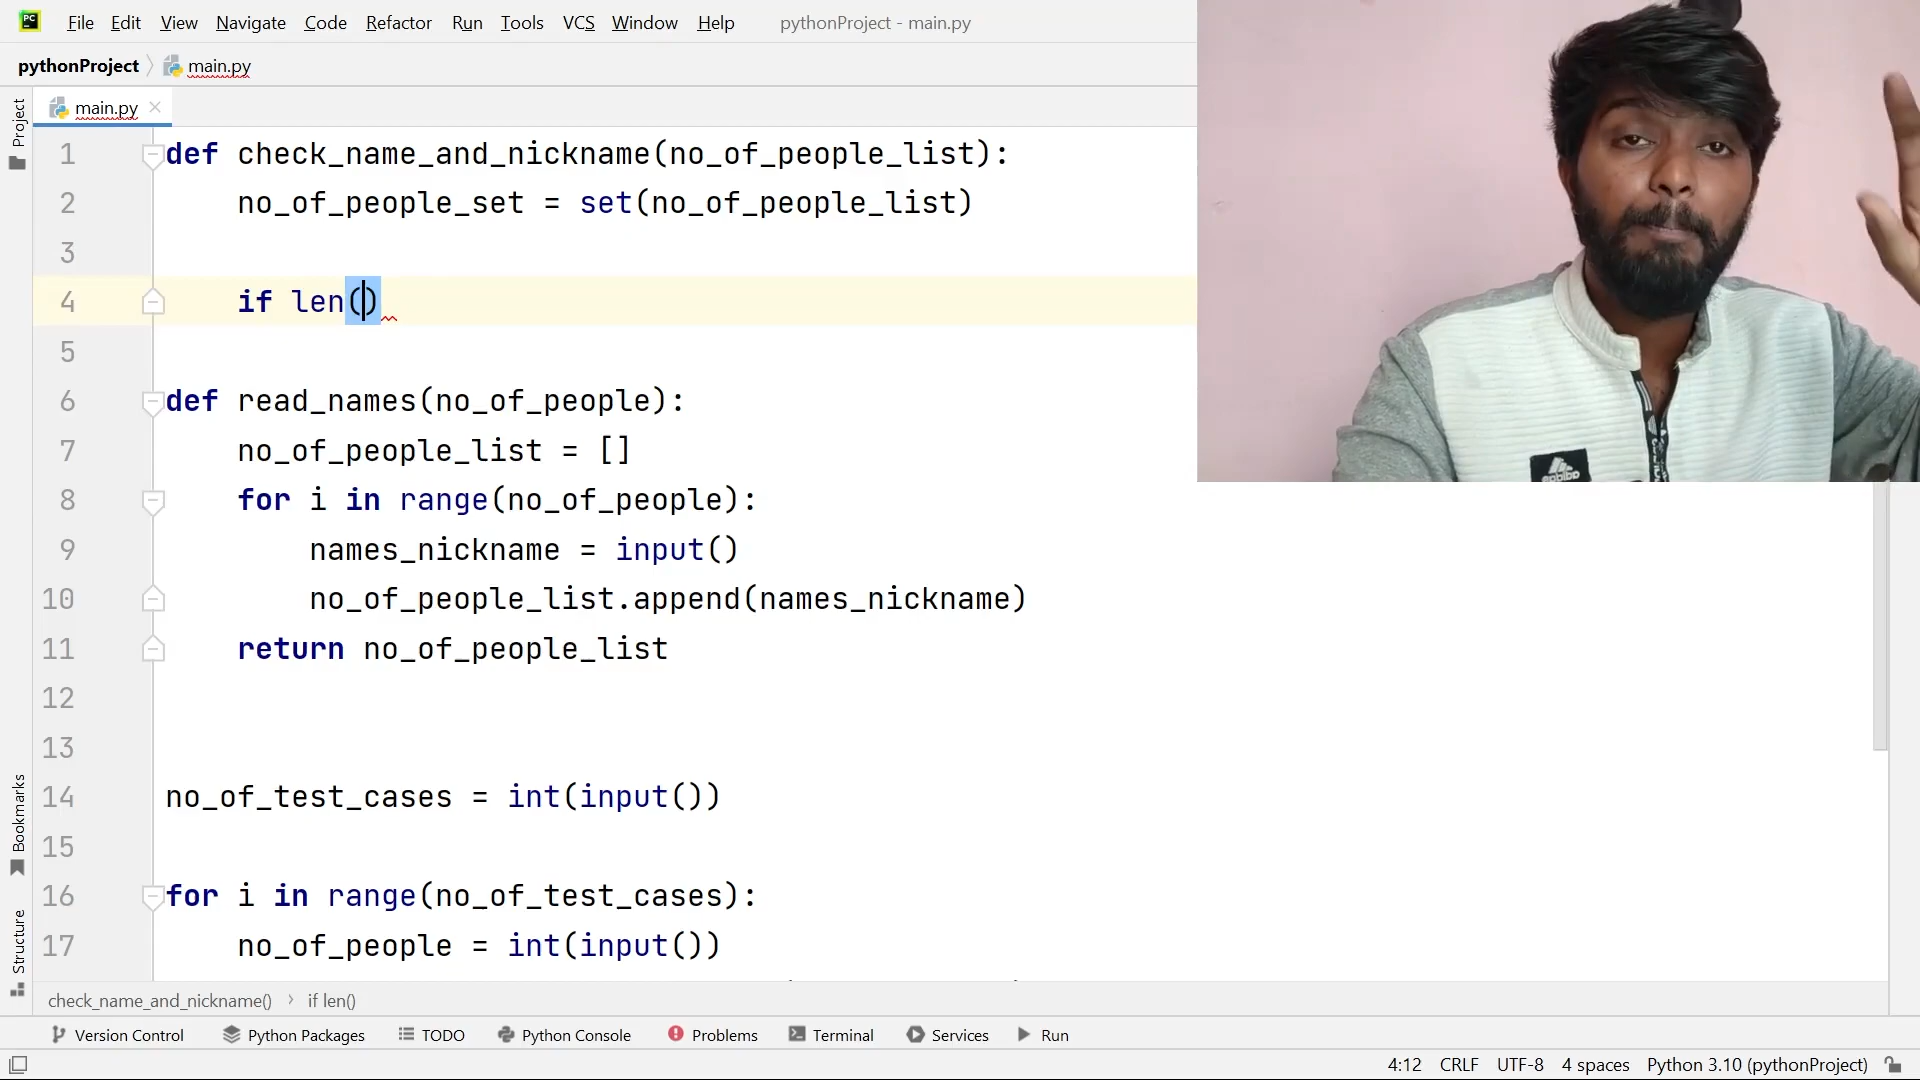 PC File Edit View Navigate Code Refactor Run Tools VCS Window Help pythonProject - main.py
pythonProject main.py
Project
main.py
1 def check_name_and_nickname(no_of_people_list):
2 no_of_people_set = set(no_of_people_list)
3
4 if len()
5
6 def read_names(no_of_people):
7 no_of_people_list = []
8 for i in range(no_of_people):
9 names_nickname = input()
10 no_of_people_list.append(names_nickname)
11 return no_of_people_list
12
13
14 no_of_test_cases = int(input())
15
16 for i in range(no_of_test_cases):
17 no_of_people = int(input())
Bookmarks
Structure
adidas
check_name_and_nickname() if len()
Version Control Python Packages TODO Python Console Problems Terminal Services Run
4:12 CRLF UTF-8 4 spaces Python 3.10 (pythonProject)